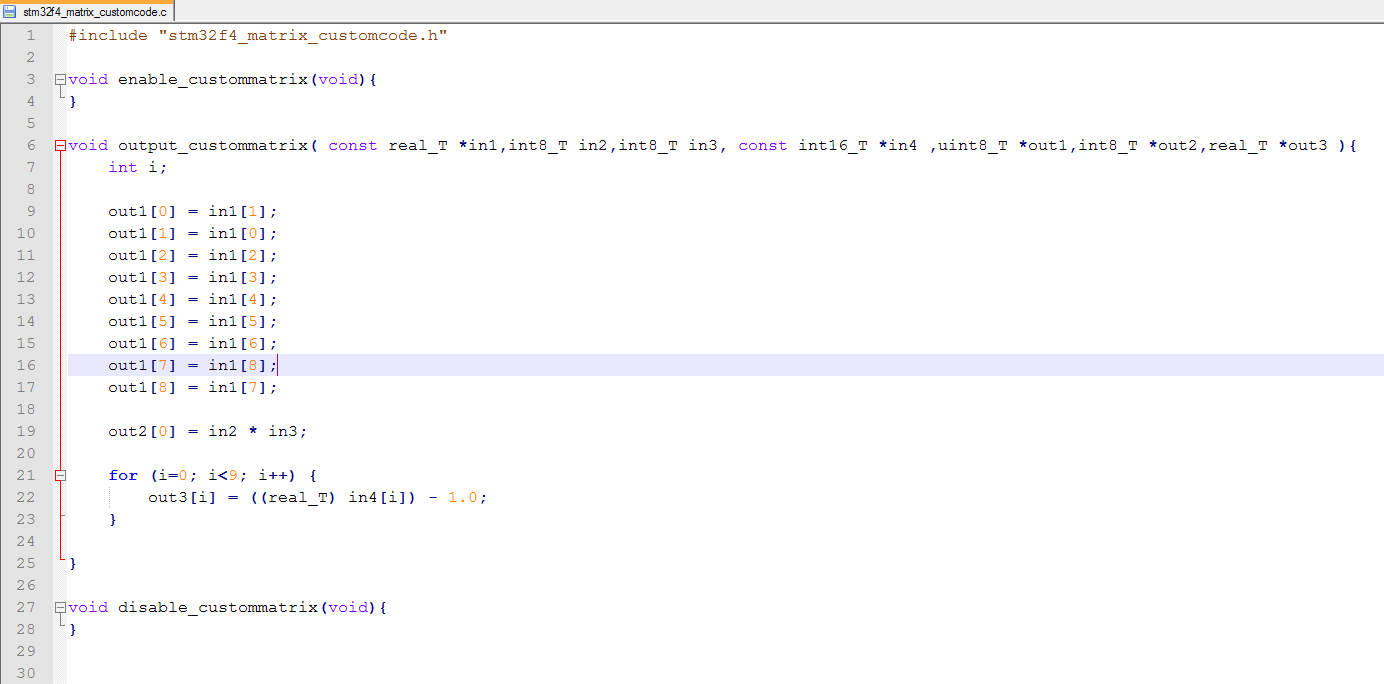 stm32f4_matrix_customcode.c
1 #include "stm32f4_matrix_customcode.h"
2
3 void enable_custommatrix(void){
4 }
5
6 void output_custommatrix( const real_T *in1,int8_T in2,int8_T in3, const int16_T *in4 ,uint8_T *out1,int8_T *out2,real_T *out3 ){
7     int i;
8
9     out1[0] = in1[1];
10     out1[1] = in1[0];
11     out1[2] = in1[2];
12     out1[3] = in1[3];
13     out1[4] = in1[4];
14     out1[5] = in1[5];
15     out1[6] = in1[6];
16     out1[7] = in1[8];
17     out1[8] = in1[7];
18
19     out2[0] = in2 * in3;
20
21     for (i=0; i<9; i++) {
22         out3[i] = ((real_T) in4[i]) - 1.0;
23     }
24
25 }
26
27 void disable_custommatrix(void){
28 }
29
30